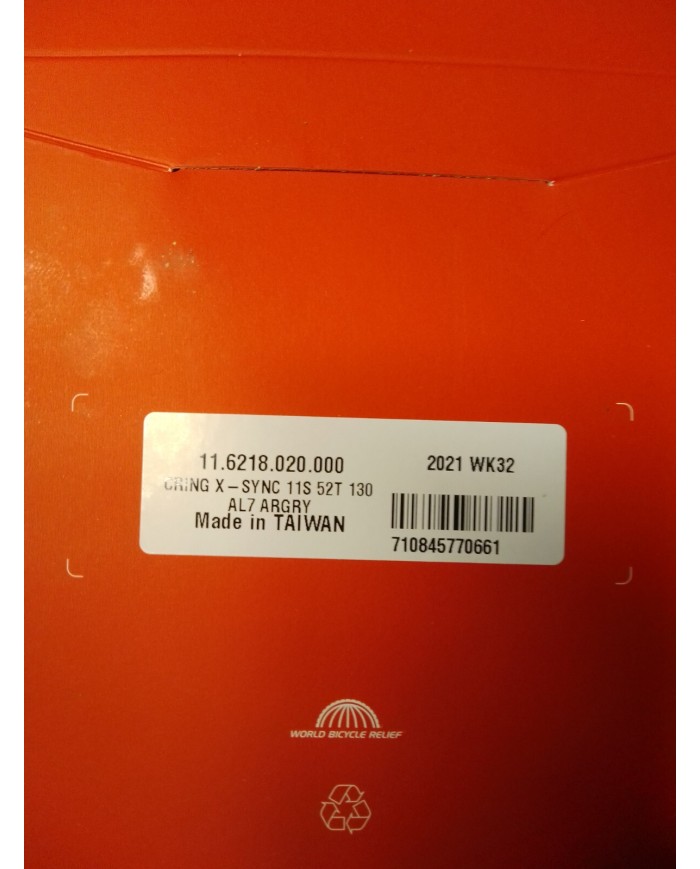 11.6218.020.000
CRING X-SYNC 11S 52T 130
AL7 ARGRY
Made in TAIWAN
2021 WK32
710845770661
WORLD BICYCLE RELIEF